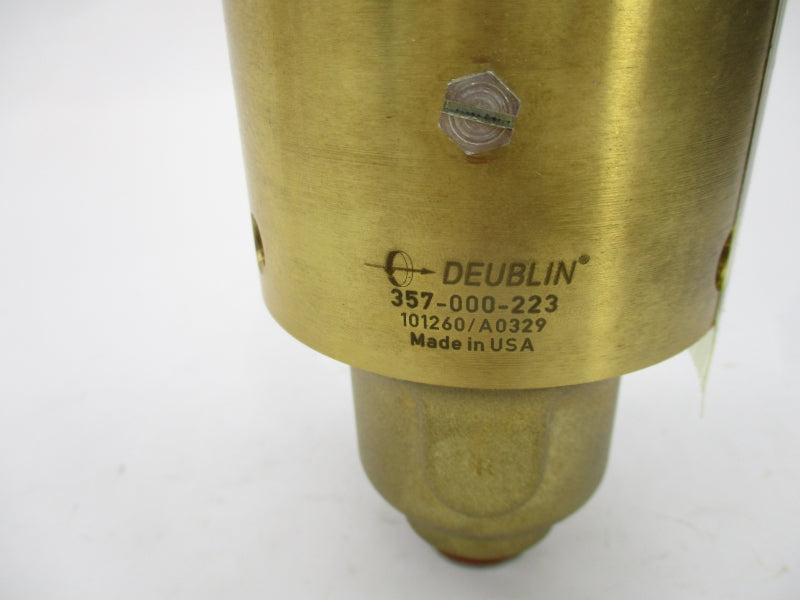 DEUBLIN®
357-000-223
101260/A0329
Made in USA